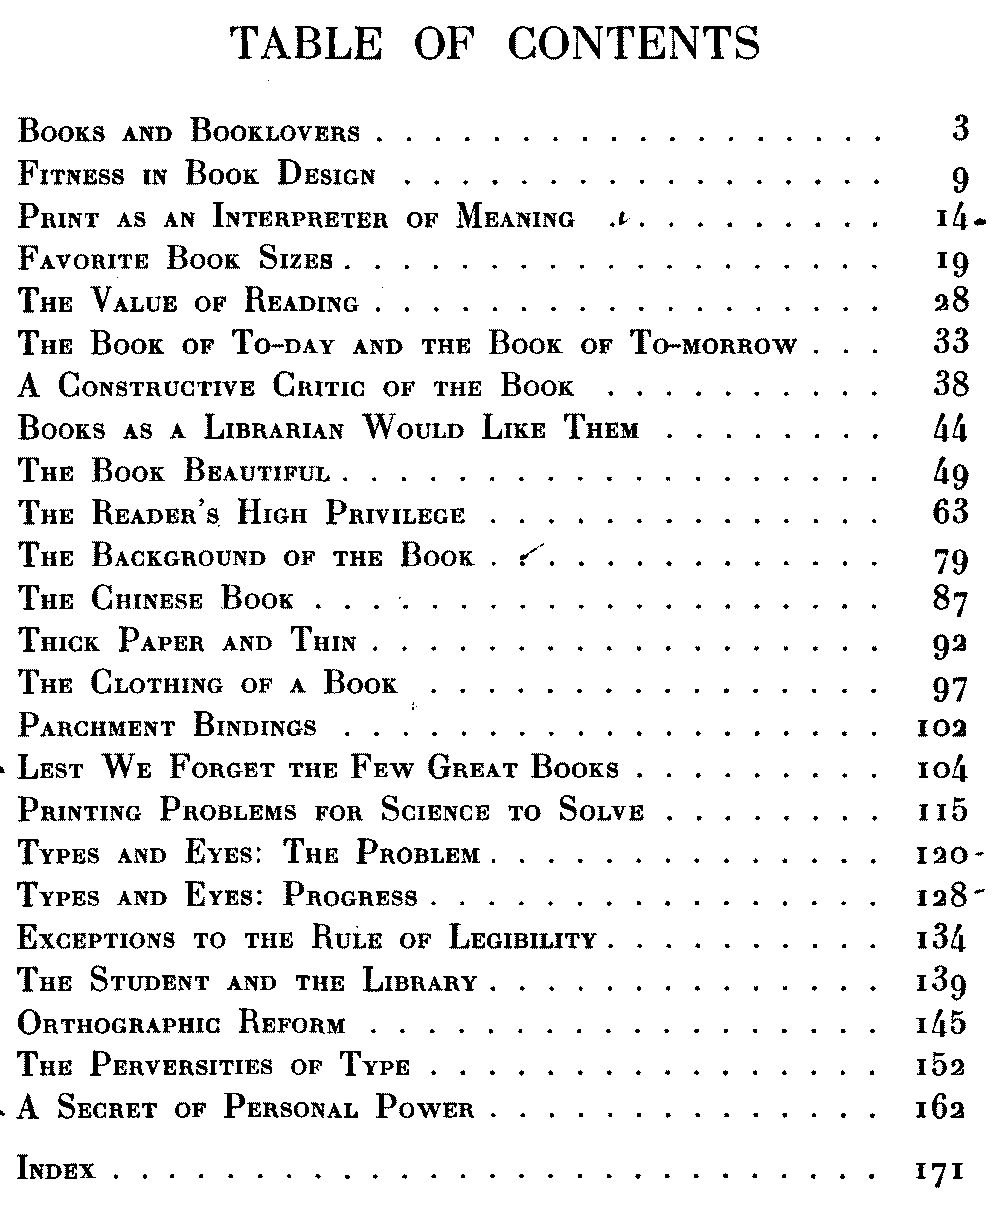 TABLE OF CONTENTS
Books and Booklovers . . . . . . . . . . . . . . . . . . 3
Fitness in Book Design . . . . . . . . . . . . . . . . . 9
Print as an Interpreter of Meaning . . . . . . . . . . 14
Favorite Book Sizes . . . . . . . . . . . . . . . . . . . 19
The Value of Reading . . . . . . . . . . . . . . . . . . 28
The Book of To-day and the Book of To-morrow . . . 33
A Constructive Critic of the Book . . . . . . . . . . 38
Books as a Librarian Would Like Them . . . . . . . . 44
The Book Beautiful . . . . . . . . . . . . . . . . . . . 49
The Reader's High Privilege . . . . . . . . . . . . . . 63
The Background of the Book . . . . . . . . . . . . . 79
The Chinese Book . . . . . . . . . . . . . . . . . . . . 87
Thick Paper and Thin . . . . . . . . . . . . . . . . . . 92
The Clothing of a Book . . . . . . . . . . . . . . . . 97
Parchment Bindings . . . . . . . . . . . . . . . . . . . 102
Lest We Forget the Few Great Books . . . . . . . . . 104
Printing Problems for Science to Solve . . . . . . . . 115
Types and Eyes: The Problem . . . . . . . . . . . . . . 120
Types and Eyes: Progress . . . . . . . . . . . . . . . . 128
Exceptions to the Rule of Legibility . . . . . . . . . . 134
The Student and the Library . . . . . . . . . . . . . . 139
Orthographic Reform . . . . . . . . . . . . . . . . . . 145
The Perversities of Type . . . . . . . . . . . . . . . . 152
A Secret of Personal Power . . . . . . . . . . . . . . 162
Index . . . . . . . . . . . . . . . . . . . . . . . . . . . 171